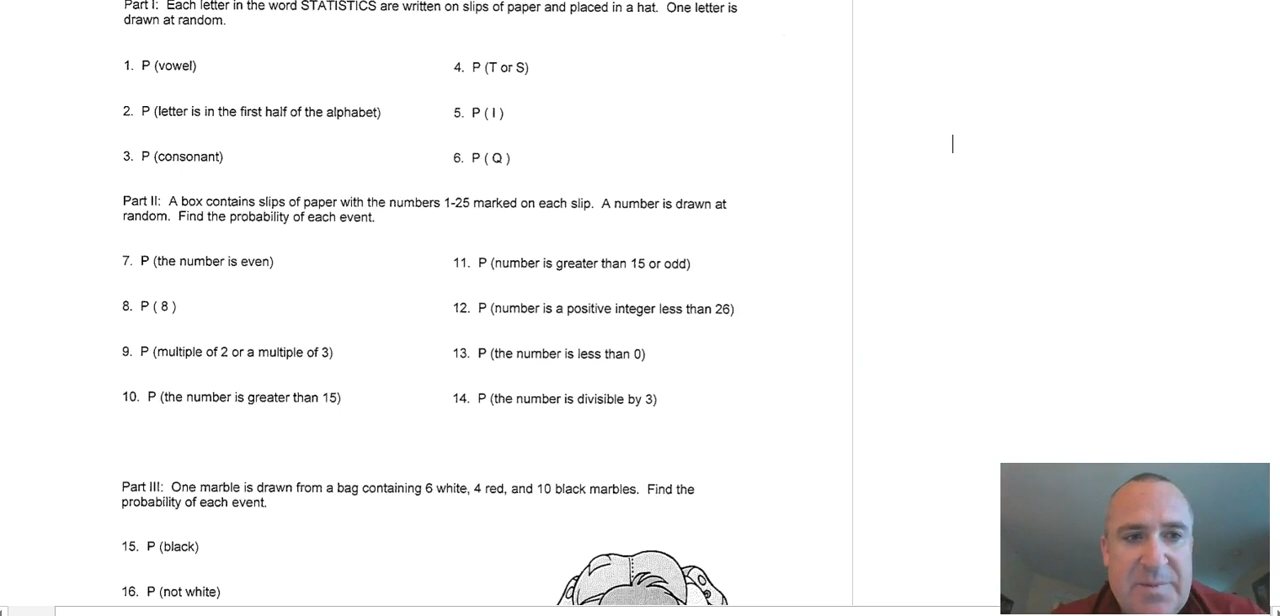 Part I: Each letter in the word STATISTICS are written on slips of paper and placed in a hat. One letter is
drawn at random.
1. P (vowel)
4. P (T or S)
2. P (letter is in the first half of the alphabet)
5. P ( I )
3. P (consonant)
6. P ( Q )
Part II: A box contains slips of paper with the numbers 1-25 marked on each slip. A number is drawn at
random. Find the probability of each event.
7. P (the number is even)
11. P (number is greater than 15 or odd)
8. P ( 8 )
12. P (number is a positive integer less than 26)
9. P (multiple of 2 or a multiple of 3)
13. P (the number is less than 0)
10. P (the number is greater than 15)
14. P (the number is divisible by 3)
Part III: One marble is drawn from a bag containing 6 white, 4 red, and 10 black marbles. Find the
probability of each event.
15. P (black)
16. P (not white)